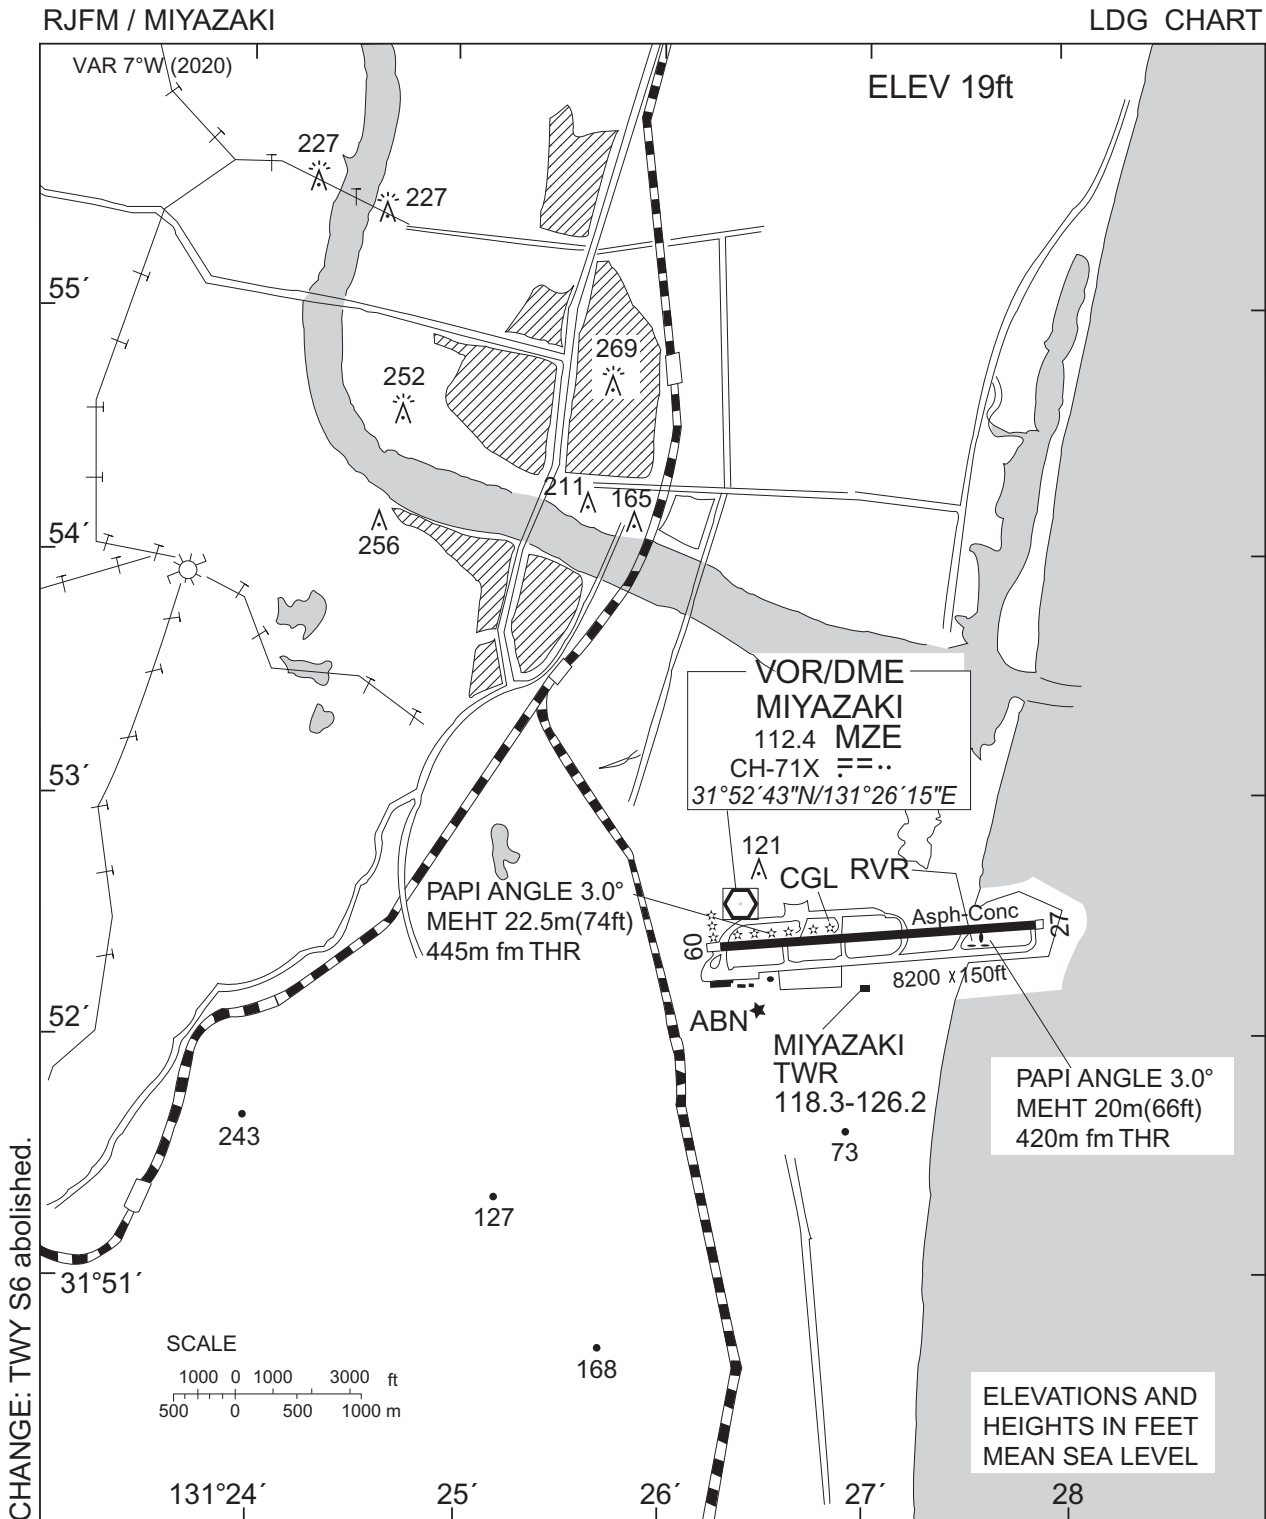 RJFM / MIYAZAKI
LDG CHART
VAR 7°W (2020)
ELEV 19ft
227
227
55´
269
252
211
165
54´
256
VOR/DME
MIYAZAKI
112.4 MZE
CH-71X
31°52´43"N/131°26´15"E
53´
121
CGL
RVR
PAPI ANGLE 3.0°
MEHT 22.5m(74ft)
445m fm THR
Asph-Conc
09
27
8200 x 150ft
52´
ABN
MIYAZAKI
TWR
118.3-126.2
PAPI ANGLE 3.0°
MEHT 20m(66ft)
420m fm THR
243
73
127
31°51´
168
SCALE
1000 0 1000 3000 ft
500 0 500 1000 m
ELEVATIONS AND
HEIGHTS IN FEET
MEAN SEA LEVEL
131°24´
25´
26´
27´
28
CHANGE: TWY S6 abolished.